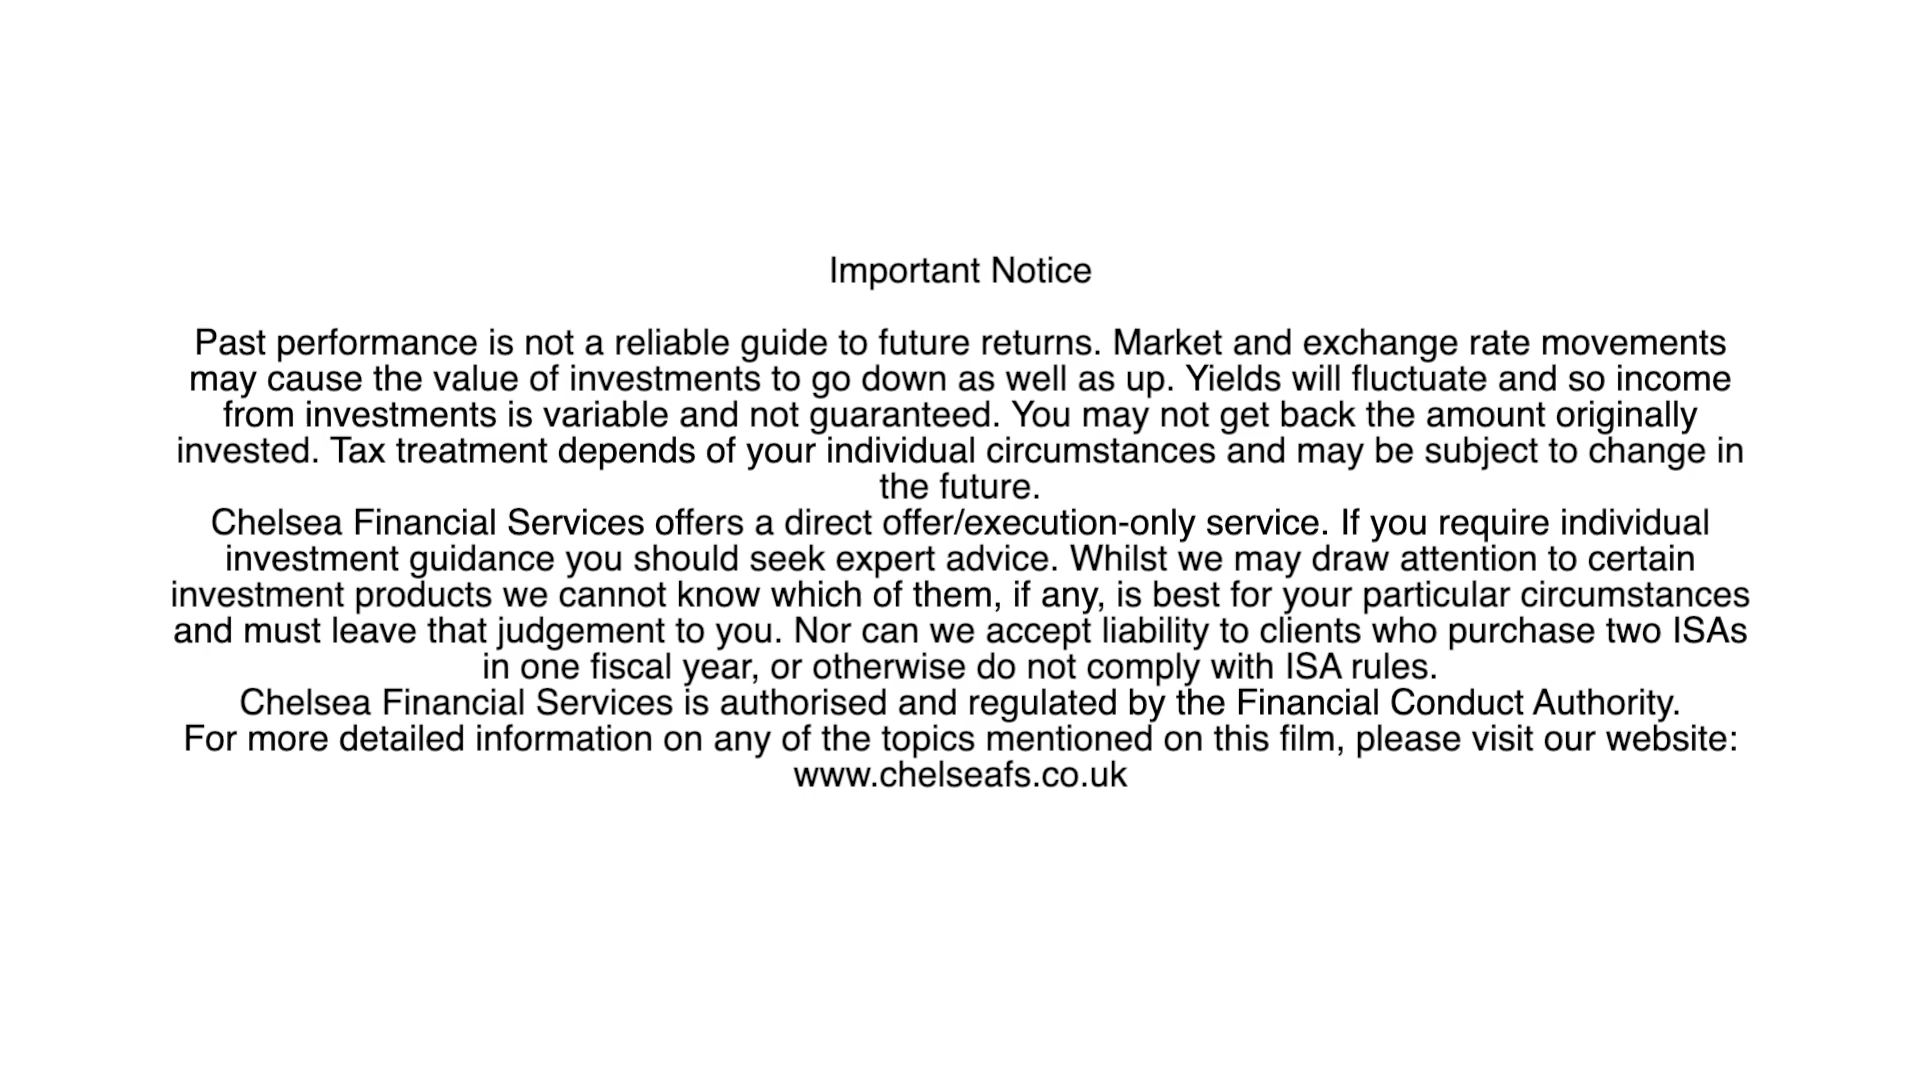 Important Notice
Past performance is not a reliable guide to future returns. Market and exchange rate movements
may cause the value of investments to go down as well as up. Yields will fluctuate and so income
from investments is variable and not guaranteed. You may not get back the amount originally
invested. Tax treatment depends of your individual circumstances and may be subject to change in
the future.
Chelsea Financial Services offers a direct offer/execution-only service. If you require individual
investment guidance you should seek expert advice. Whilst we may draw attention to certain
investment products we cannot know which of them, if any, is best for your particular circumstances
and must leave that judgement to you. Nor can we accept liability to clients who purchase two ISAs
in one fiscal year, or otherwise do not comply with ISA rules.
Chelsea Financial Services is authorised and regulated by the Financial Conduct Authority.
For more detailed information on any of the topics mentioned on this film, please visit our website:
www.chelseafs.co.uk